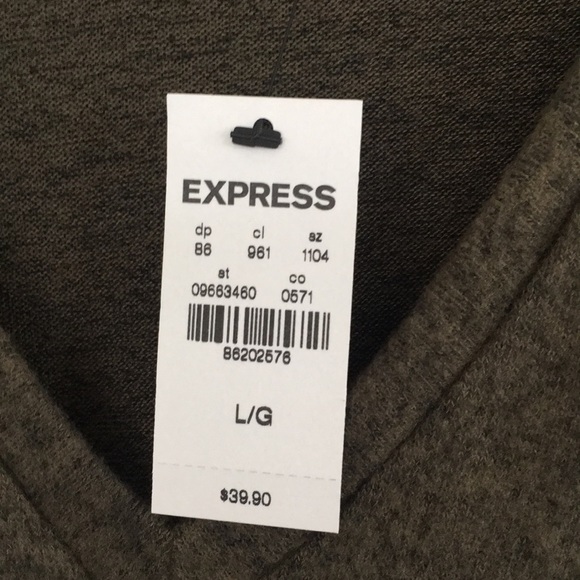 EXPRESS
dp cl sz
86 961 1104
st co
09663460 0571
86202576
L/G
$39.90